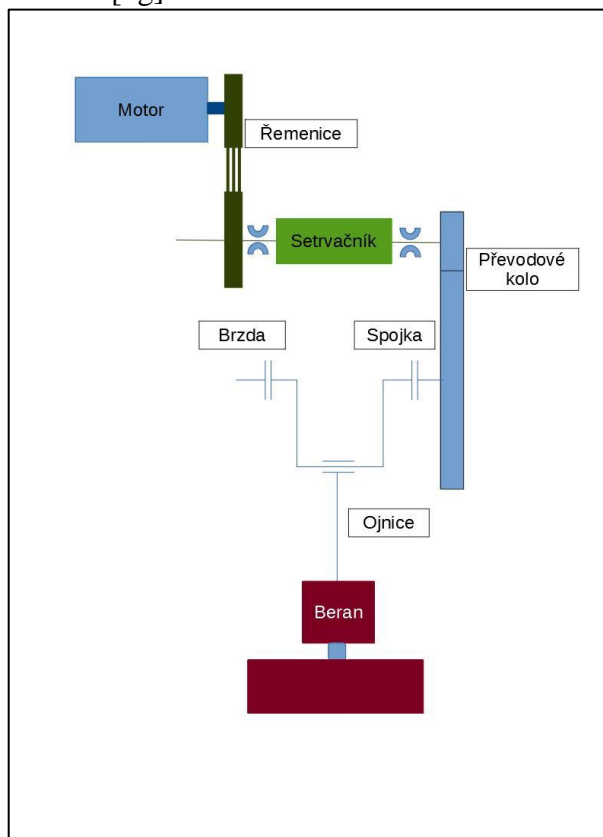 Motor
Řemenice
Setrvačník
Převodové
kolo
Brzda
Spojka
Ojnice
Beran